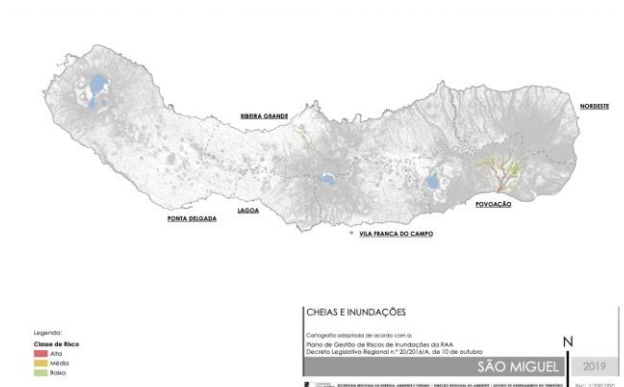 NORDESTE
RIBEIRA GRANDE
POVOAÇÃO
LAGOA
PONTA DELGADA
VILA FRANCA DO CAMPO
CHEIAS E INUNDAÇÕES
Cartografia adaptada de acordo com a:
Plano de Gestão de Riscos de Inundações da RAA
Decreto Legislativo Regional n.º 20/2016/A, de 10 de outubro
N
SÃO MIGUEL 2019
Legenda:
Classe de Risco
Alta
Média
Baixa